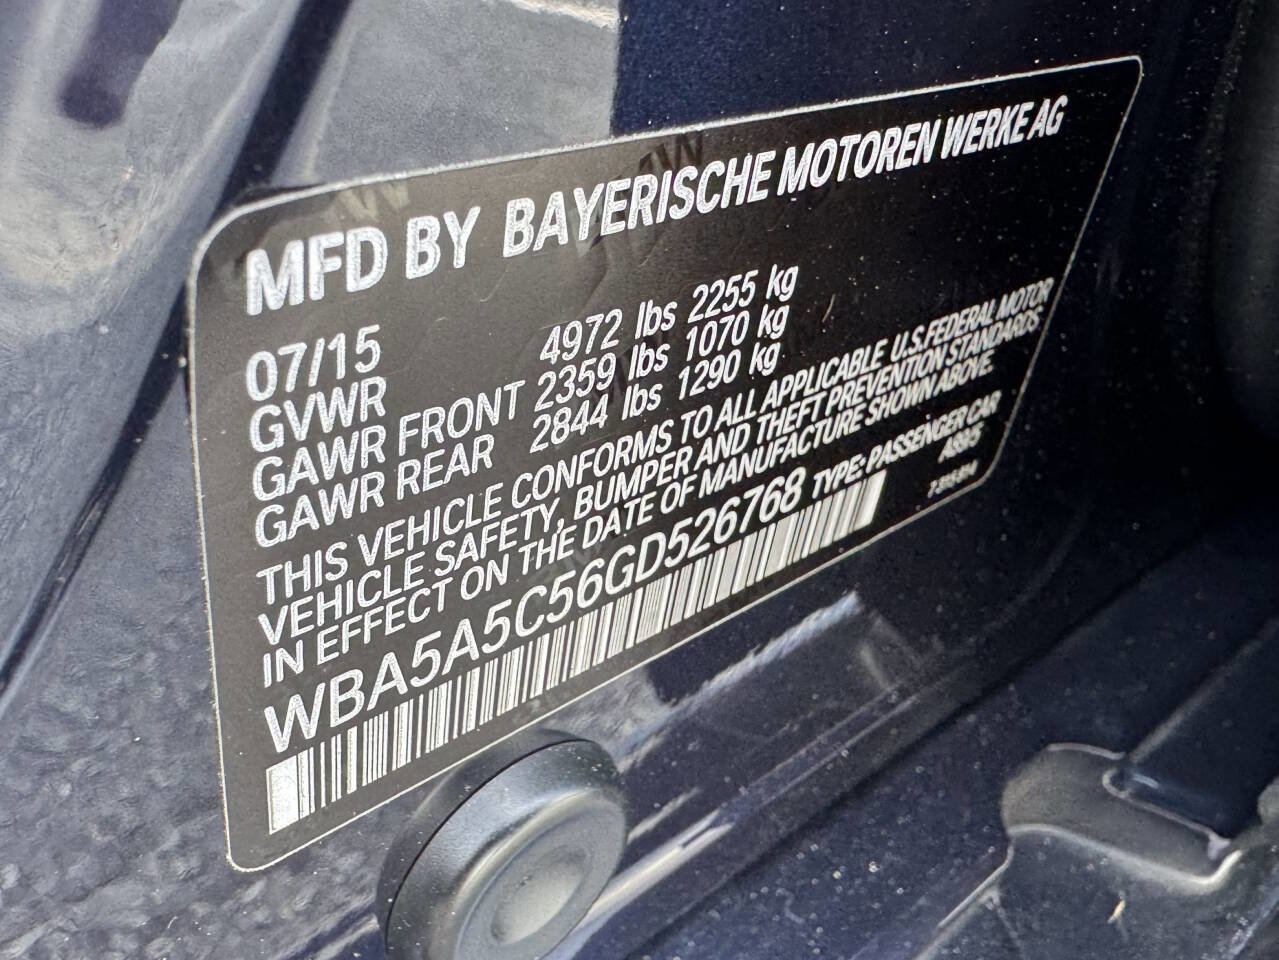 MFD BY BAYERISCHE MOTOREN WERKE AG
07/15
GVWR 4972 lbs 2255 kg
GAWR FRONT 2359 lbs 1070 kg
GAWR REAR 2844 lbs 1290 kg
THIS VEHICLE CONFORMS TO ALL APPLICABLE U.S.FEDERAL MOTOR
VEHICLE SAFETY, BUMPER AND THEFT PREVENTION STANDARDS
IN EFFECT ON THE DATE OF MANUFACTURE SHOWN ABOVE.
WBA5A5C56GD526768 TYPE: PASSENGER CAR